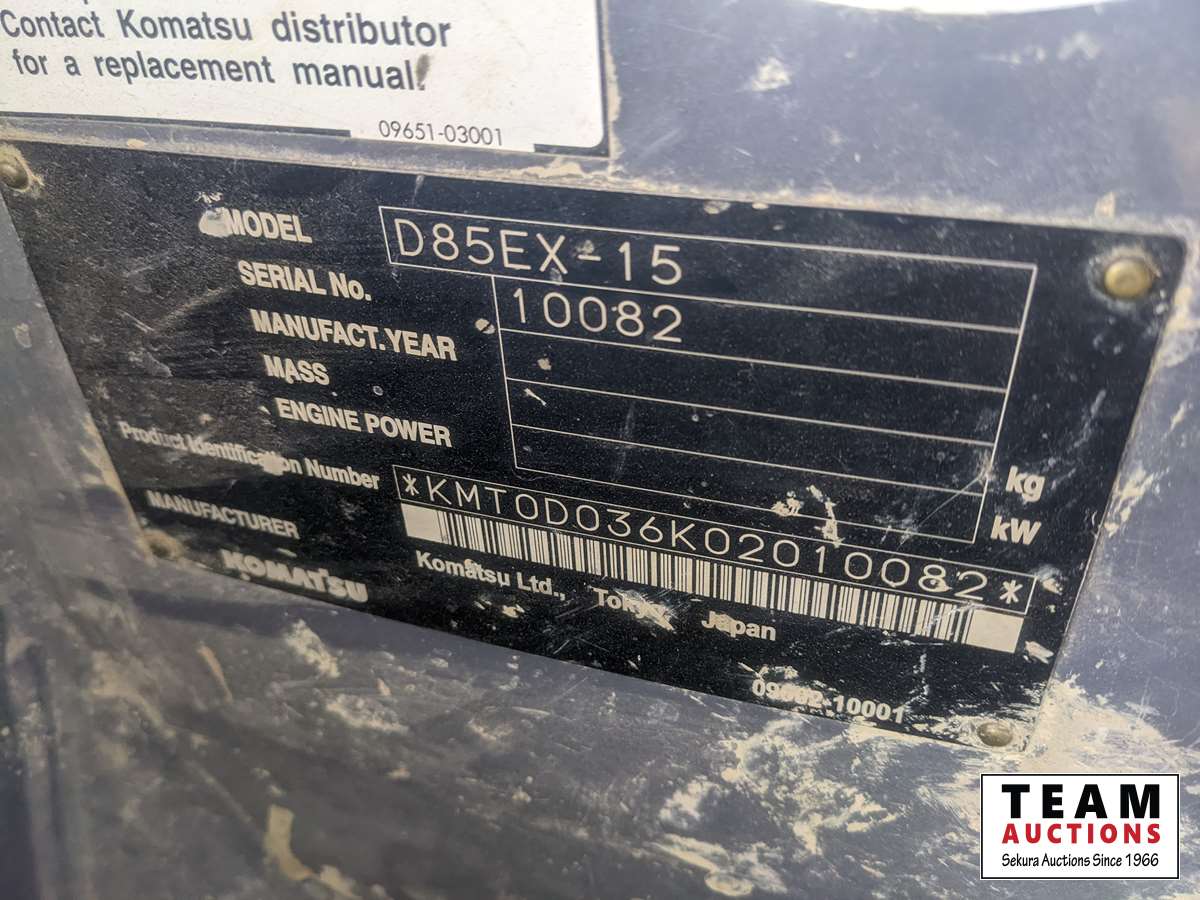 Contact Komatsu distributor
for a replacement manual.
09651-03001
MODEL D85EX-15
SERIAL No. 10082
MANUFACT.YEAR
MASS kg
ENGINE POWER kW
Product Identification Number *KMT0D036K02010082*
MANUFACTURER
KOMATSU Komatsu Ltd., Tokyo Japan
TEAM
AUCTIONS
Sekura Auctions Since 1966